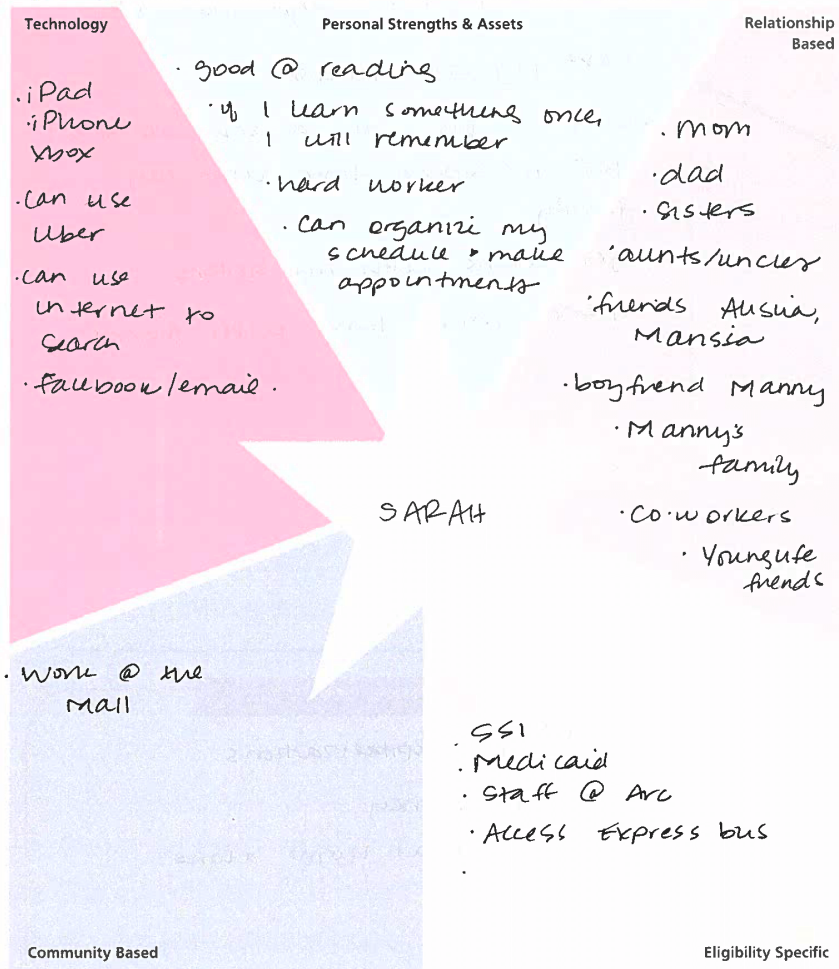 Technology
Personal Strengths & Assets
Relationship
Based
· iPad
· iPhone
Xbox
· Can use
Uber
· can use
internet to
search
· facebook/email ·
· good @ reading
· if I learn something once,
I will remember
· hard worker
· Can organize my
schedule + make
appointments
· mom
· dad
· Sisters
· aunts/uncles
· friends
Marisia
· boyfriend Manny
· Manny's
family
SARAH
· co-workers
· Younglife
friends
· Work @ the
Mall
· SSI
· Medicaid
· Staff @ Arc
· Access Express bus
·
Community Based
Eligibility Specific